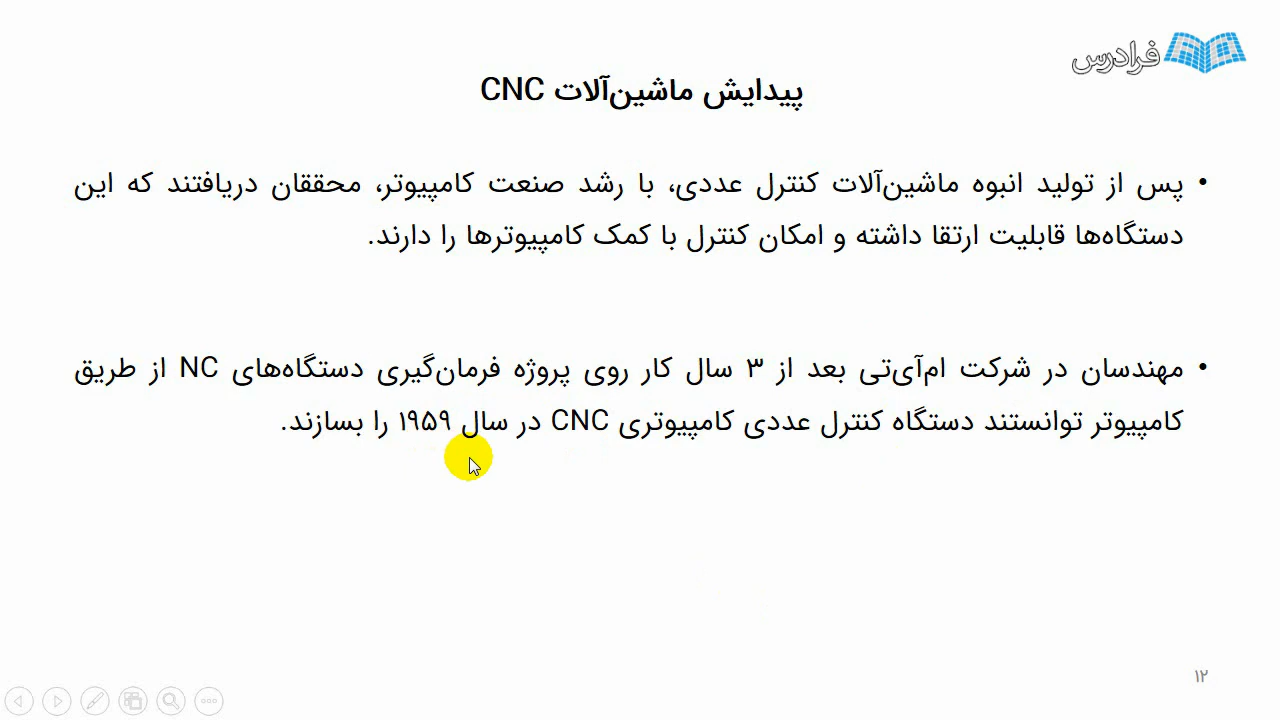 فرادرس
پیدایش ماشین‌آلات CNC
• پس از تولید انبوه ماشین‌آلات کنترل عددی، با رشد صنعت کامپیوتر، محققان دریافتند که این
دستگاه‌ها قابلیت ارتقا داشته و امکان کنترل با کمک کامپیوترها را دارند.
• مهندسان در شرکت ام‌آی‌تی بعد از ۳ سال کار روی پروژه فرمان‌گیری دستگاه‌های NC از طریق
کامپیوتر توانستند دستگاه کنترل عددی کامپیوتری CNC در سال ۱۹۵۹ را بسازند.
۱۲